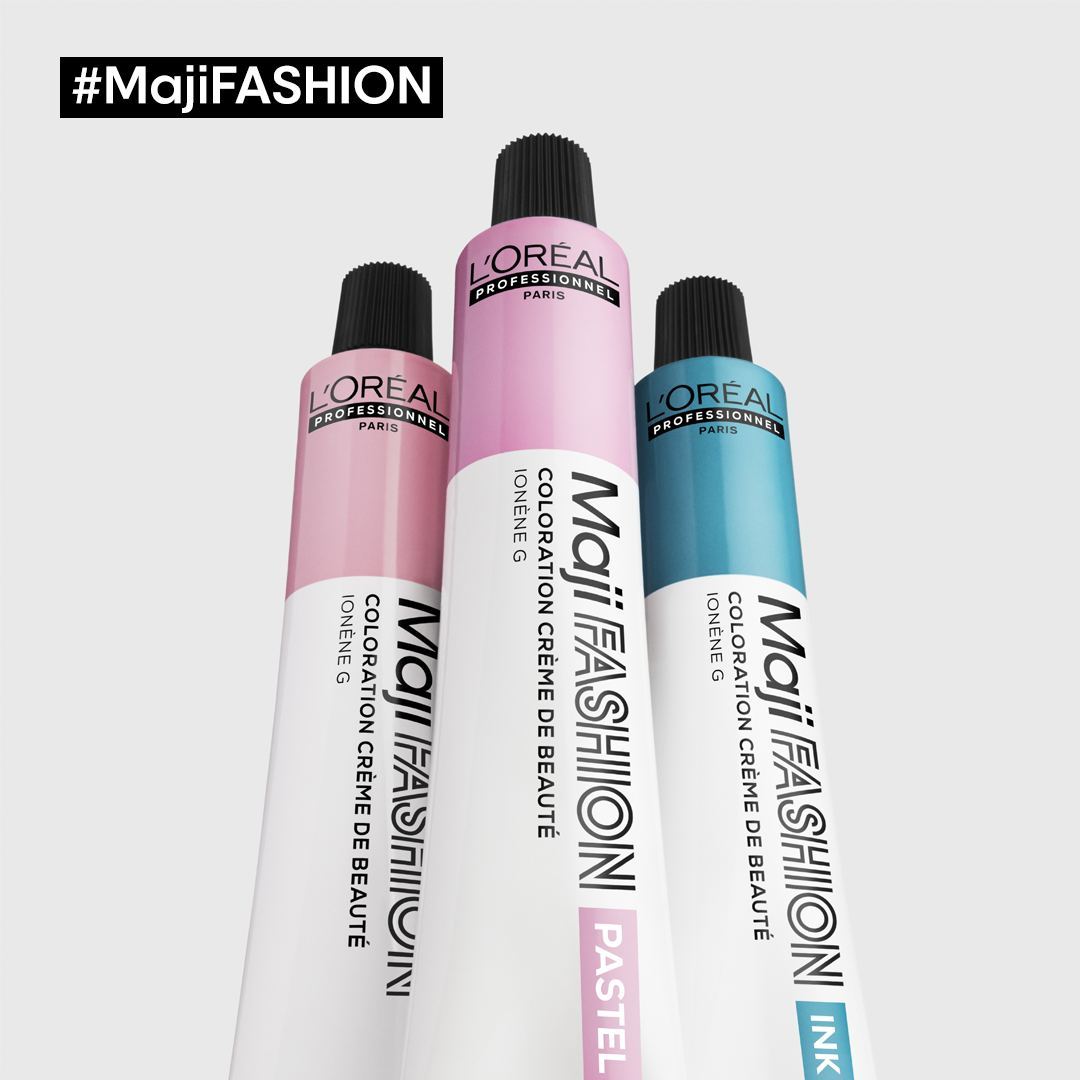 #MajiFASHION
L'ORÉAL
PROFESSIONNEL
PARIS
Maji FASHION
COLORATION CRÈME DE BEAUTÉ
IONÈNE G
L'ORÉAL
PROFESSIONNEL
PARIS
Maji FASHION
COLORATION CRÈME DE BEAUTÉ
IONÈNE G
PASTEL
L'ORÉAL
PROFESSIONNEL
PARIS
Maji FASHION
COLORATION CRÈME DE BEAUTÉ
IONÈNE G
INK